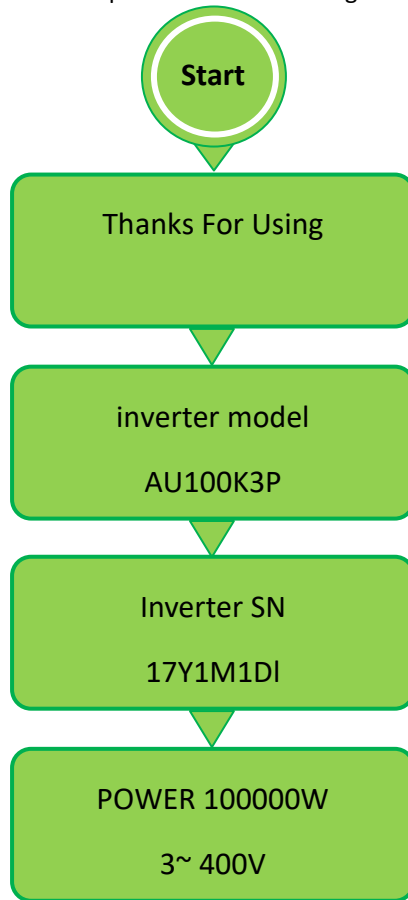 Start
Thanks For Using
inverter model
AU100K3P
Inverter SN
17Y1M1Dl
POWER 100000W
3~ 400V